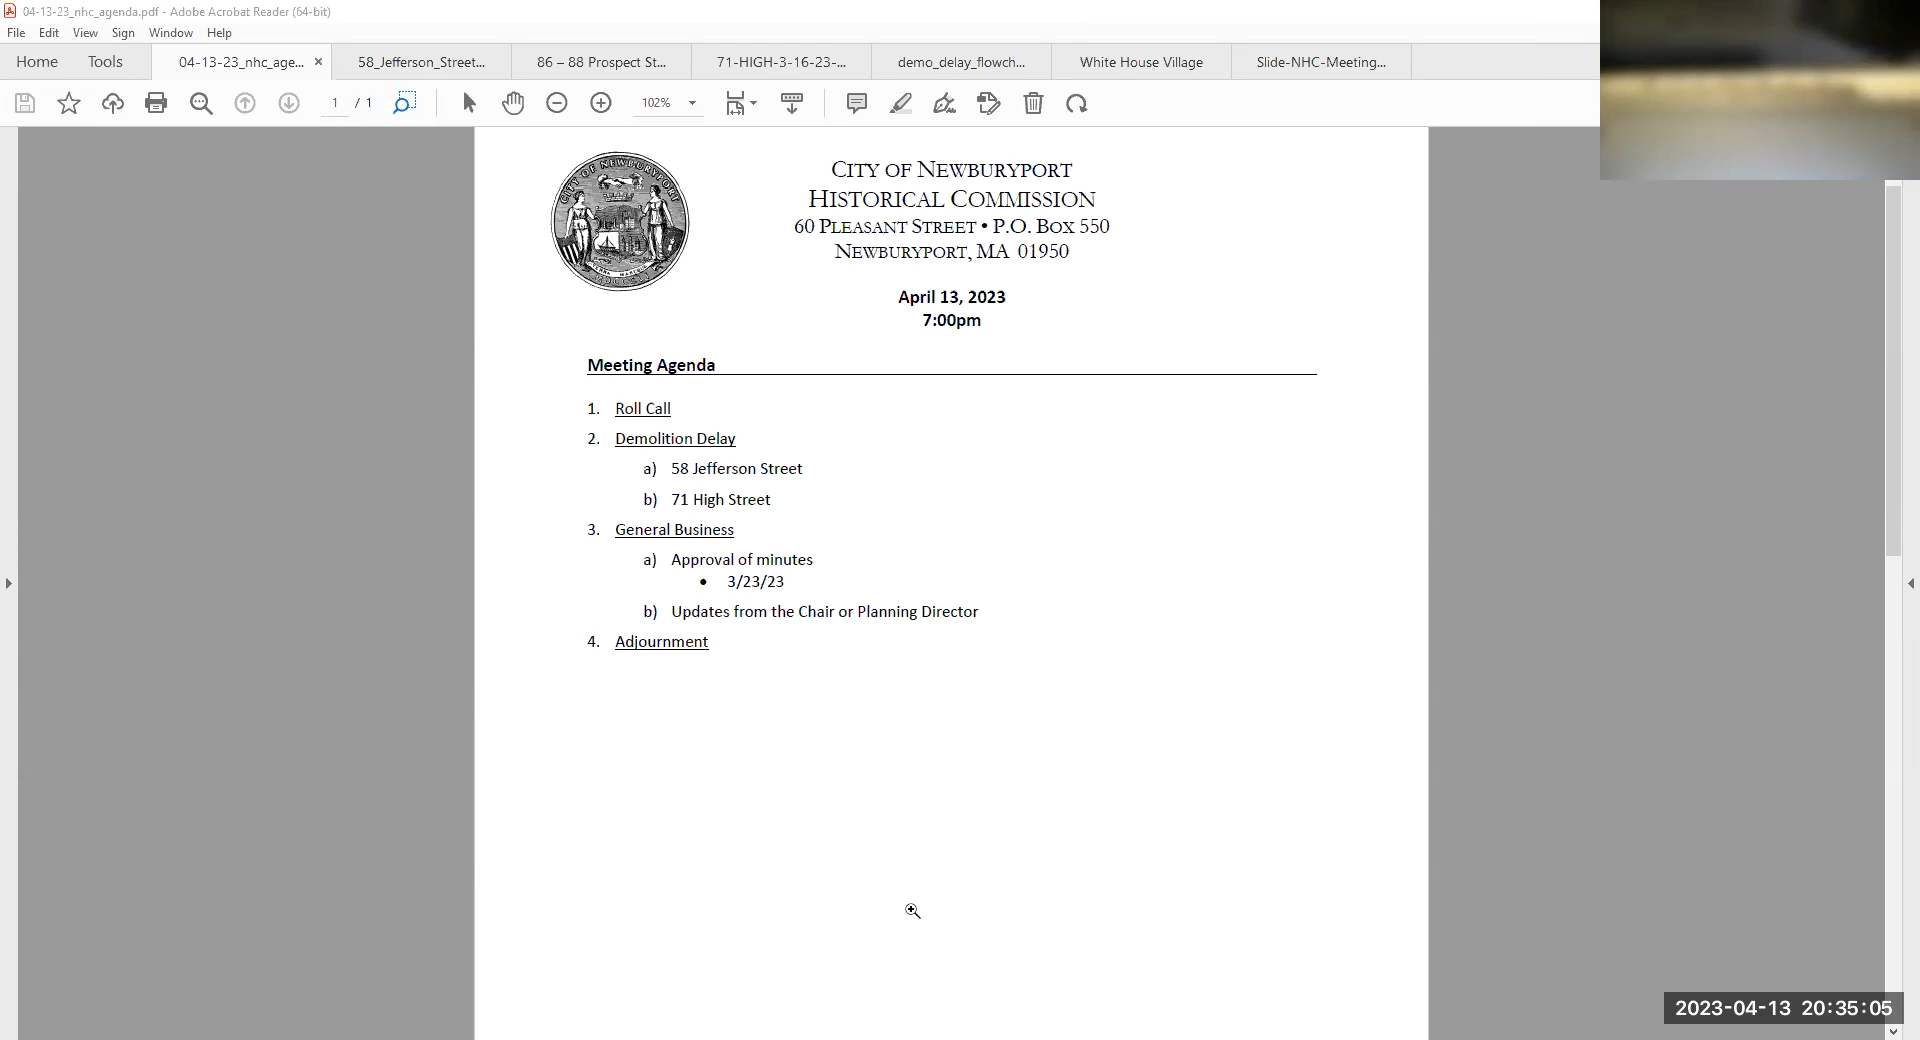 04-13-23_nhc_agenda.pdf - Adobe Acrobat Reader (64-bit)
File Edit View Sign Window Help
Home Tools 04-13-23_nhc_age... × 58_Jefferson_Street... 86 – 88 Prospect St... 71-HIGH-3-16-23-... demo_delay_flowch... White House Village Slide-NHC-Meeting...
1 / 1 102%
CITY OF NEWBURYPORT
CITY OF NEWBURYPORT
HISTORICAL COMMISSION
60 PLEASANT STREET • P.O. BOX 550
NEWBURYPORT, MA 01950
April 13, 2023
7:00pm
Meeting Agenda
1. Roll Call
2. Demolition Delay
a) 58 Jefferson Street
b) 71 High Street
3. General Business
a) Approval of minutes
• 3/23/23
b) Updates from the Chair or Planning Director
4. Adjournment
2023-04-13 20:35:05